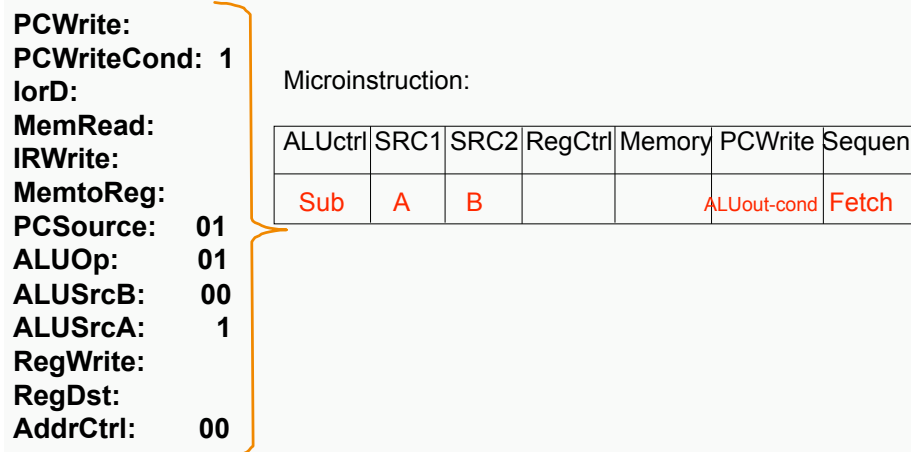 PCWrite:
PCWriteCond: 1
IorD:
MemRead:
IRWrite:
MemtoReg:
PCSource: 01
ALUOp: 01
ALUSrcB: 00
ALUSrcA: 1
RegWrite:
RegDst:
AddrCtrl: 00
Microinstruction:
ALUctrl SRC1 SRC2 RegCtrl Memory PCWrite Sequen
Sub A B ALUout-cond Fetch